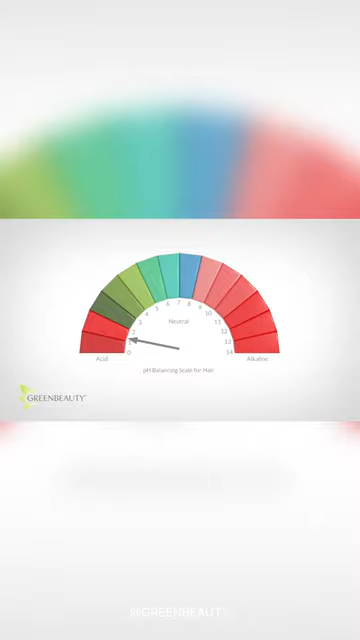 0 1 2 3 4 5 6 7 8 9 10 11 12 13 14
Neutral
Acid
Alkaline
pH Balancing Scale for Hair
GREENBEAUTY
@GREENBEAUT